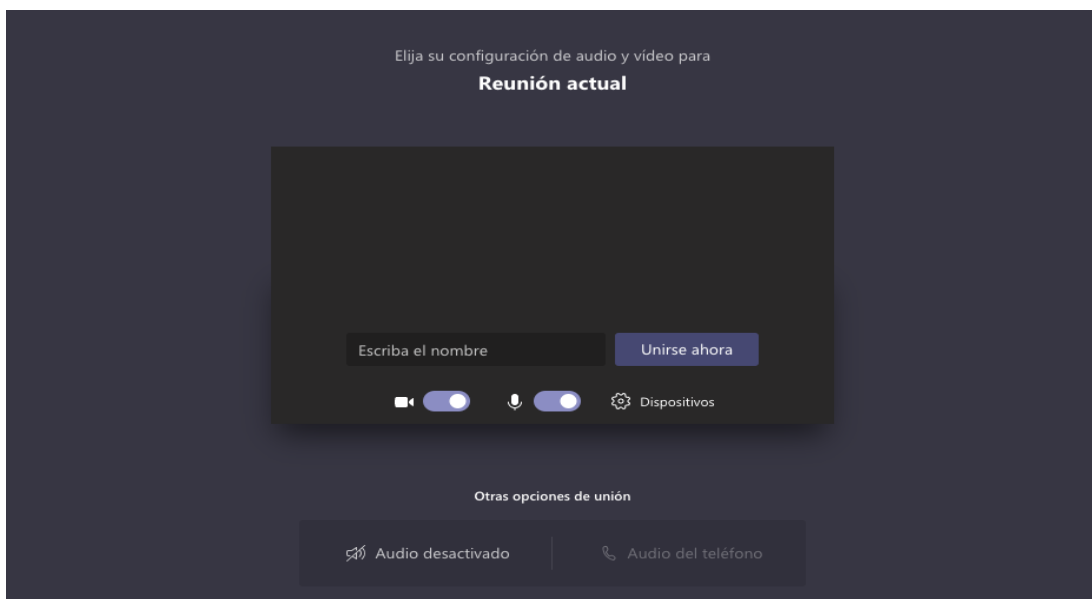 Elija su configuración de audio y vídeo para
Reunión actual
Escriba el nombre
Unirse ahora
Dispositivos
Otras opciones de unión
Audio desactivado
Audio del teléfono